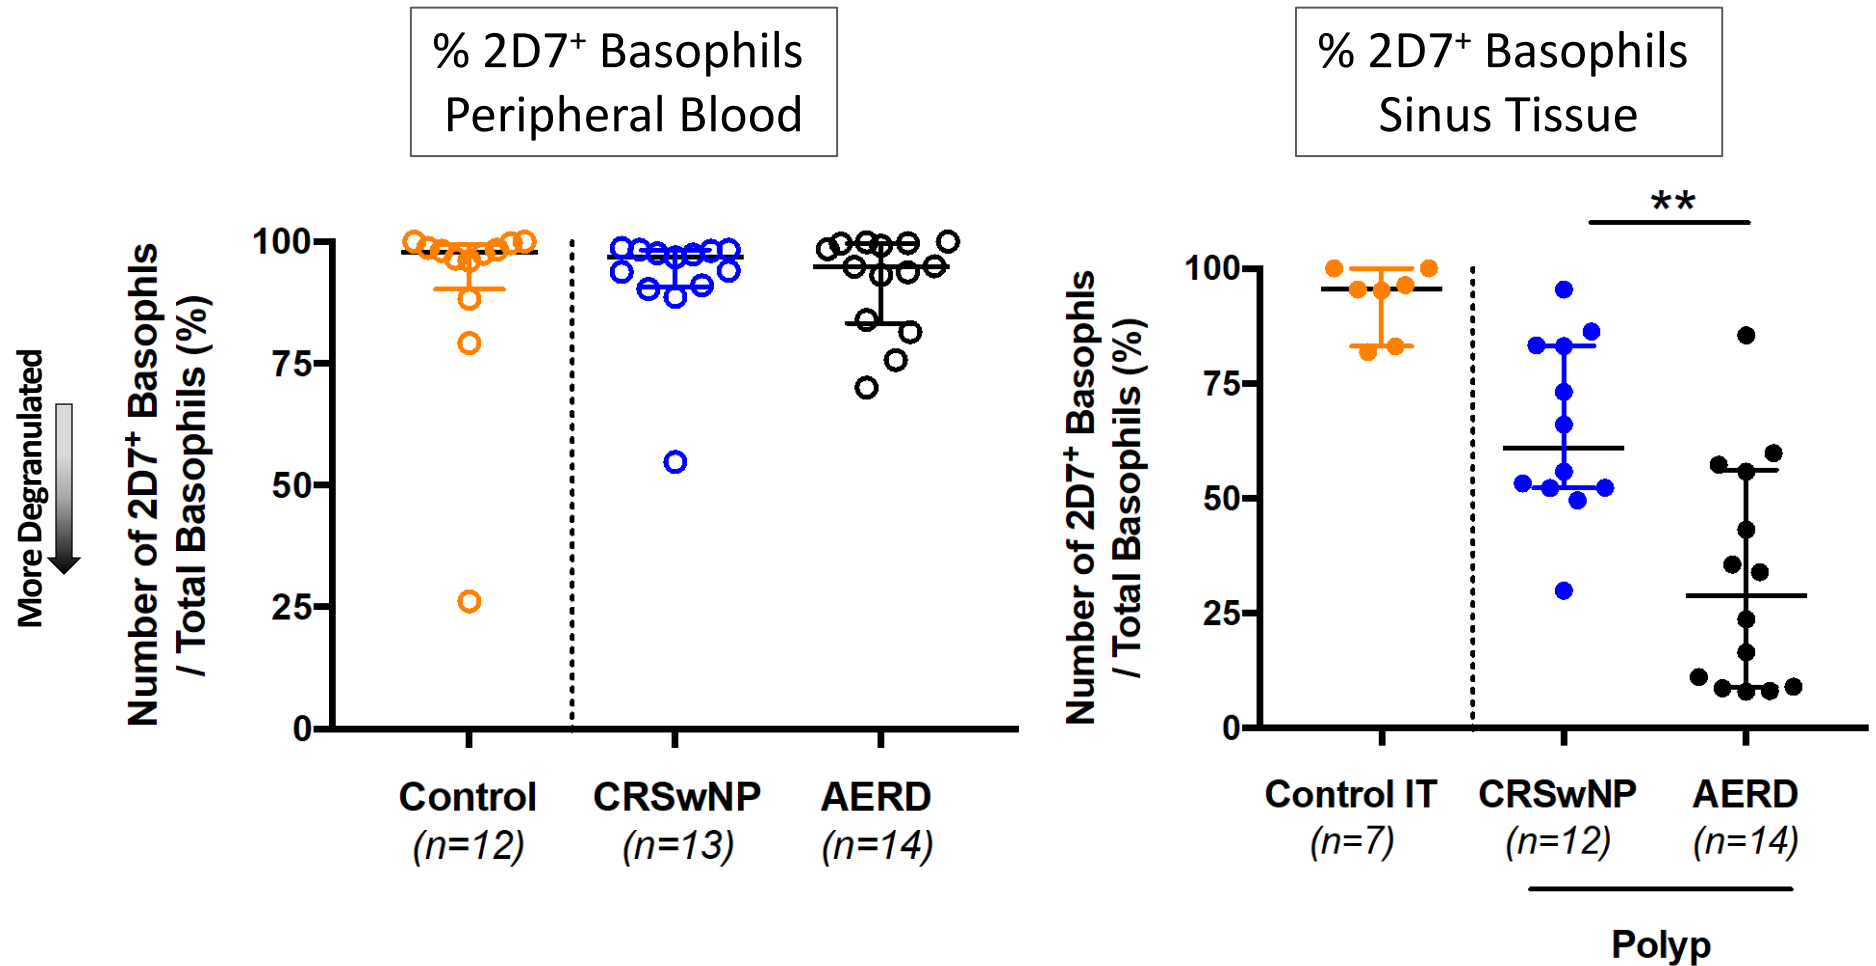 % 2D7+ Basophils
Peripheral Blood
% 2D7+ Basophils
Sinus Tissue
More Degranulated
Number of 2D7+ Basophls
/ Total Basophils (%)
100
75
50
25
0
Control
(n=12)
CRSwNP
(n=13)
AERD
(n=14)
Number of 2D7+ Basophls
/ Total Basophils (%)
100
75
50
25
0
**
Control IT
(n=7)
CRSwNP
(n=12)
AERD
(n=14)
Polyp